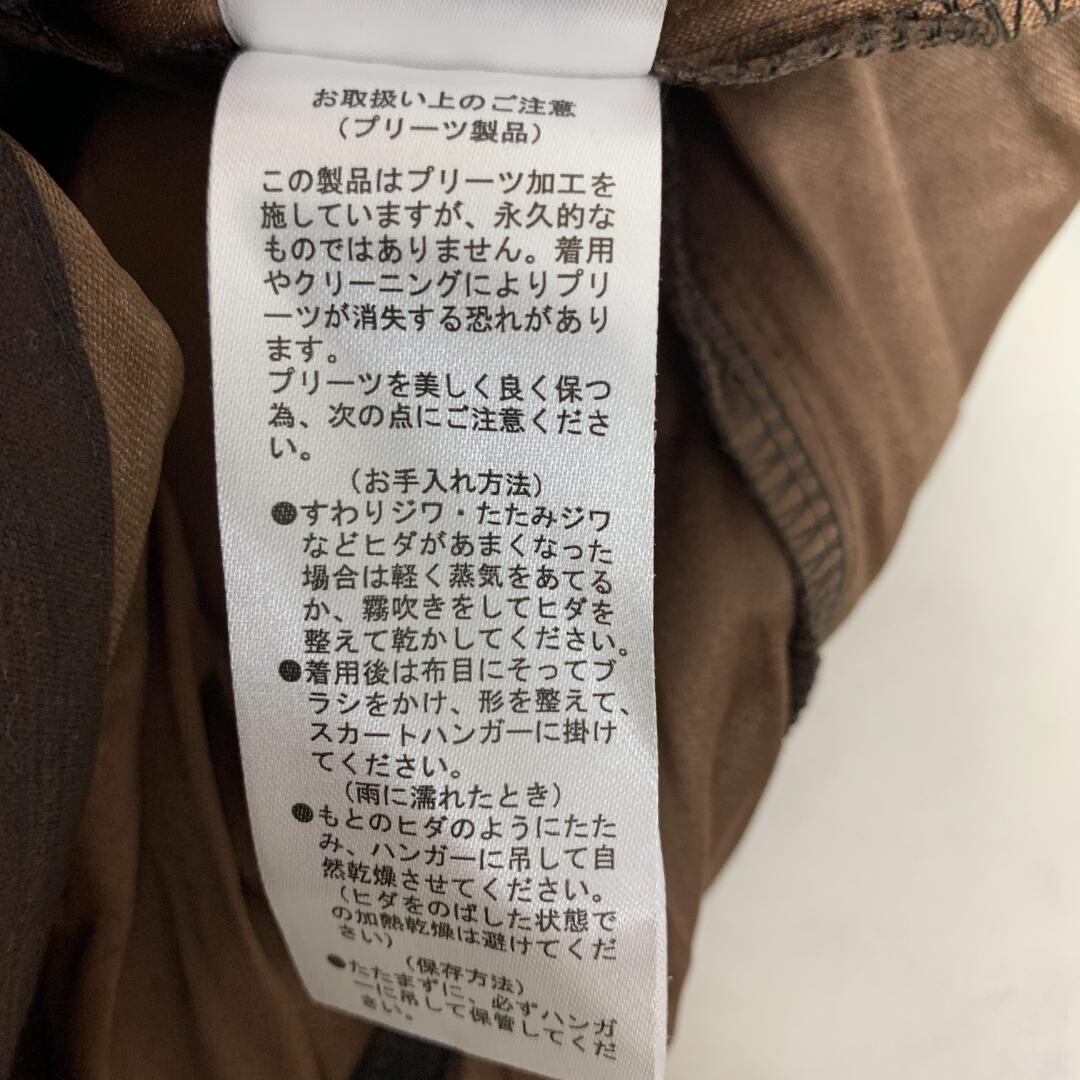 お取扱い上のご注意
（プリーツ製品）
この製品はプリーツ加工を
施していますが、永久的な
ものではありません。着用
やクリーニングによりプリ
ーツが消失する恐れがあり
ます。
プリーツを美しく良く保つ
為、次の点にご注意くださ
い。
（お手入れ方法）
●すわりジワ・たたみジワ
などヒダがあまくなった
場合は軽く蒸気をあてる
か、霧吹きをしてヒダを
整えて乾かしてください。
●着用後は布目にそってブ
ラシをかけ、形を整えて、
スカートハンガーに掛け
てください。
（雨に濡れたとき）
●もとのヒダのようにたた
み、ハンガーに吊して自
然乾燥させてください。
（ヒダをのばした状態で
の加熱乾燥は避けてくだ
さい）
（保存方法）
●たたまずに、必ずハンガ
ーに吊して保管してくだ
さい。